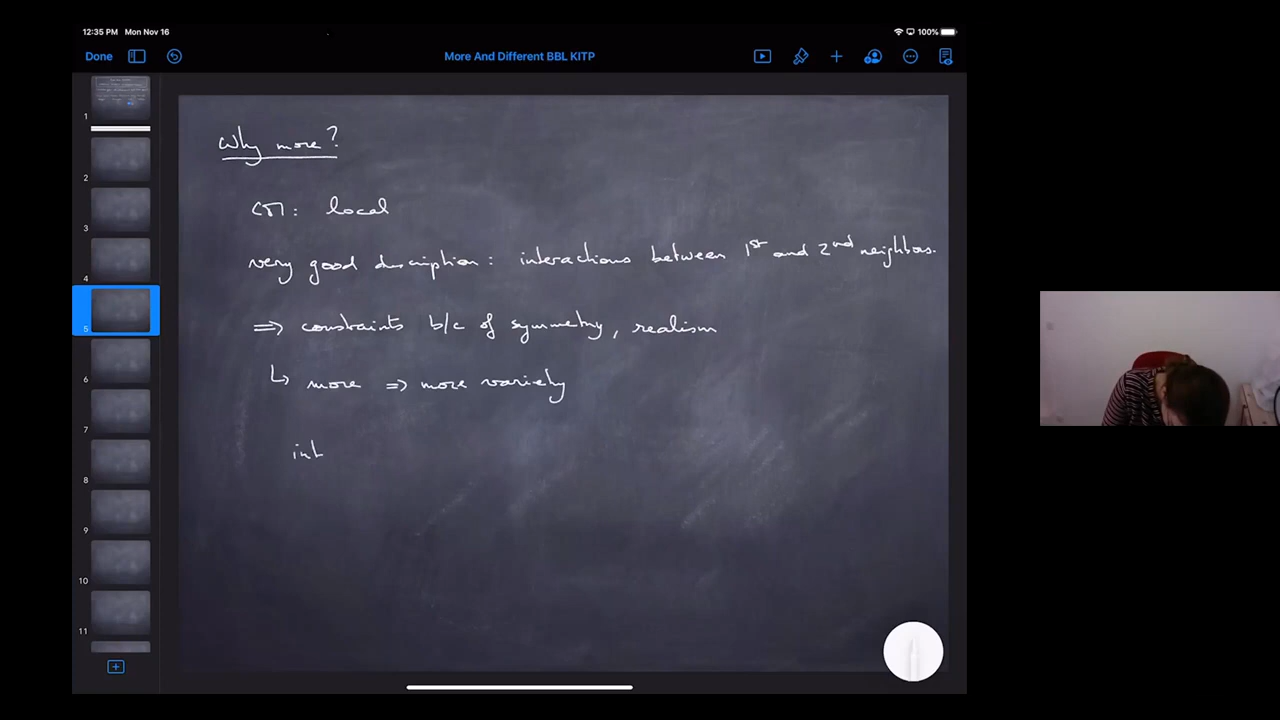 12:35 PM Mon Nov 16
100%
Done
More And Different BBL KITP
Why more?
CM: local
very good description: interactions between 1st and 2nd neighbors.
⇒ constraints b/c of symmetry, realism
↳ more ⇒ more variety
int
1
2
3
4
5
6
7
8
9
10
11